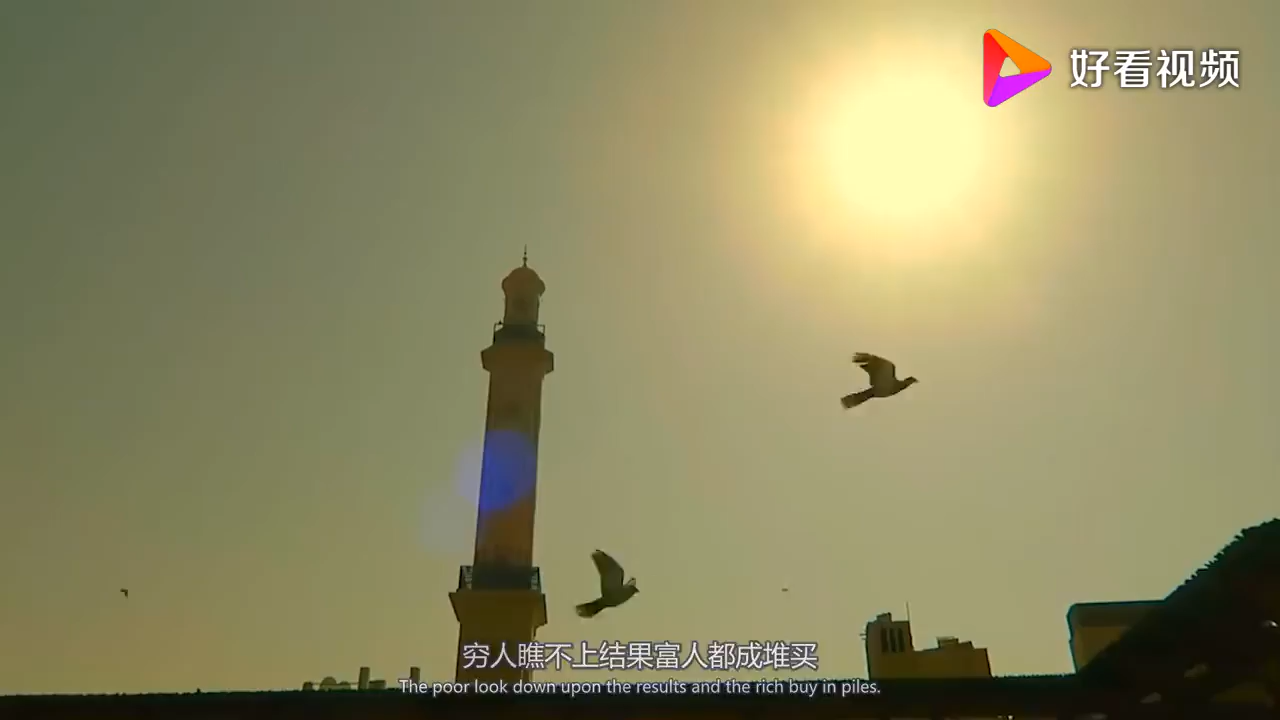 好看视频
穷人瞧不上结果富人都成堆买
The poor look down upon the results and the rich buy in piles.